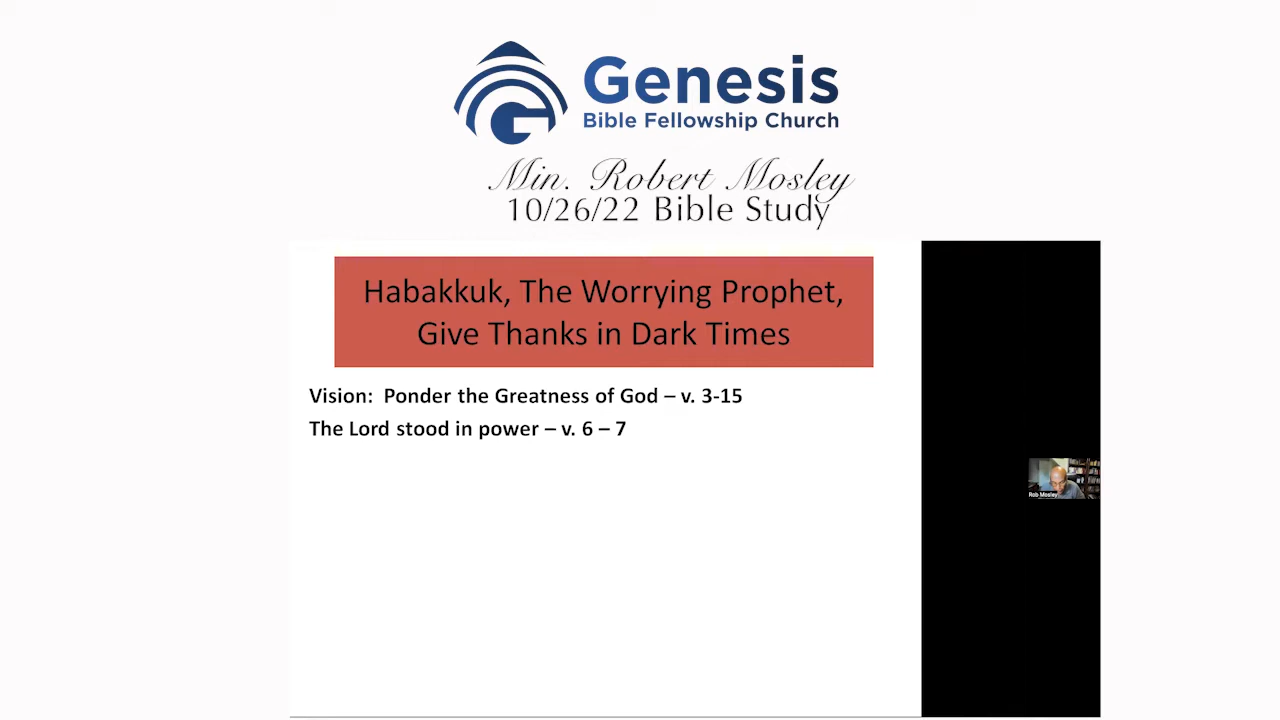 Genesis
Bible Fellowship Church
Min. Robert Mosley
10/26/22 Bible Study
Habakkuk, The Worrying Prophet,
Give Thanks in Dark Times
Vision: Ponder the Greatness of God – v. 3-15
The Lord stood in power – v. 6 – 7
Rob Mosley